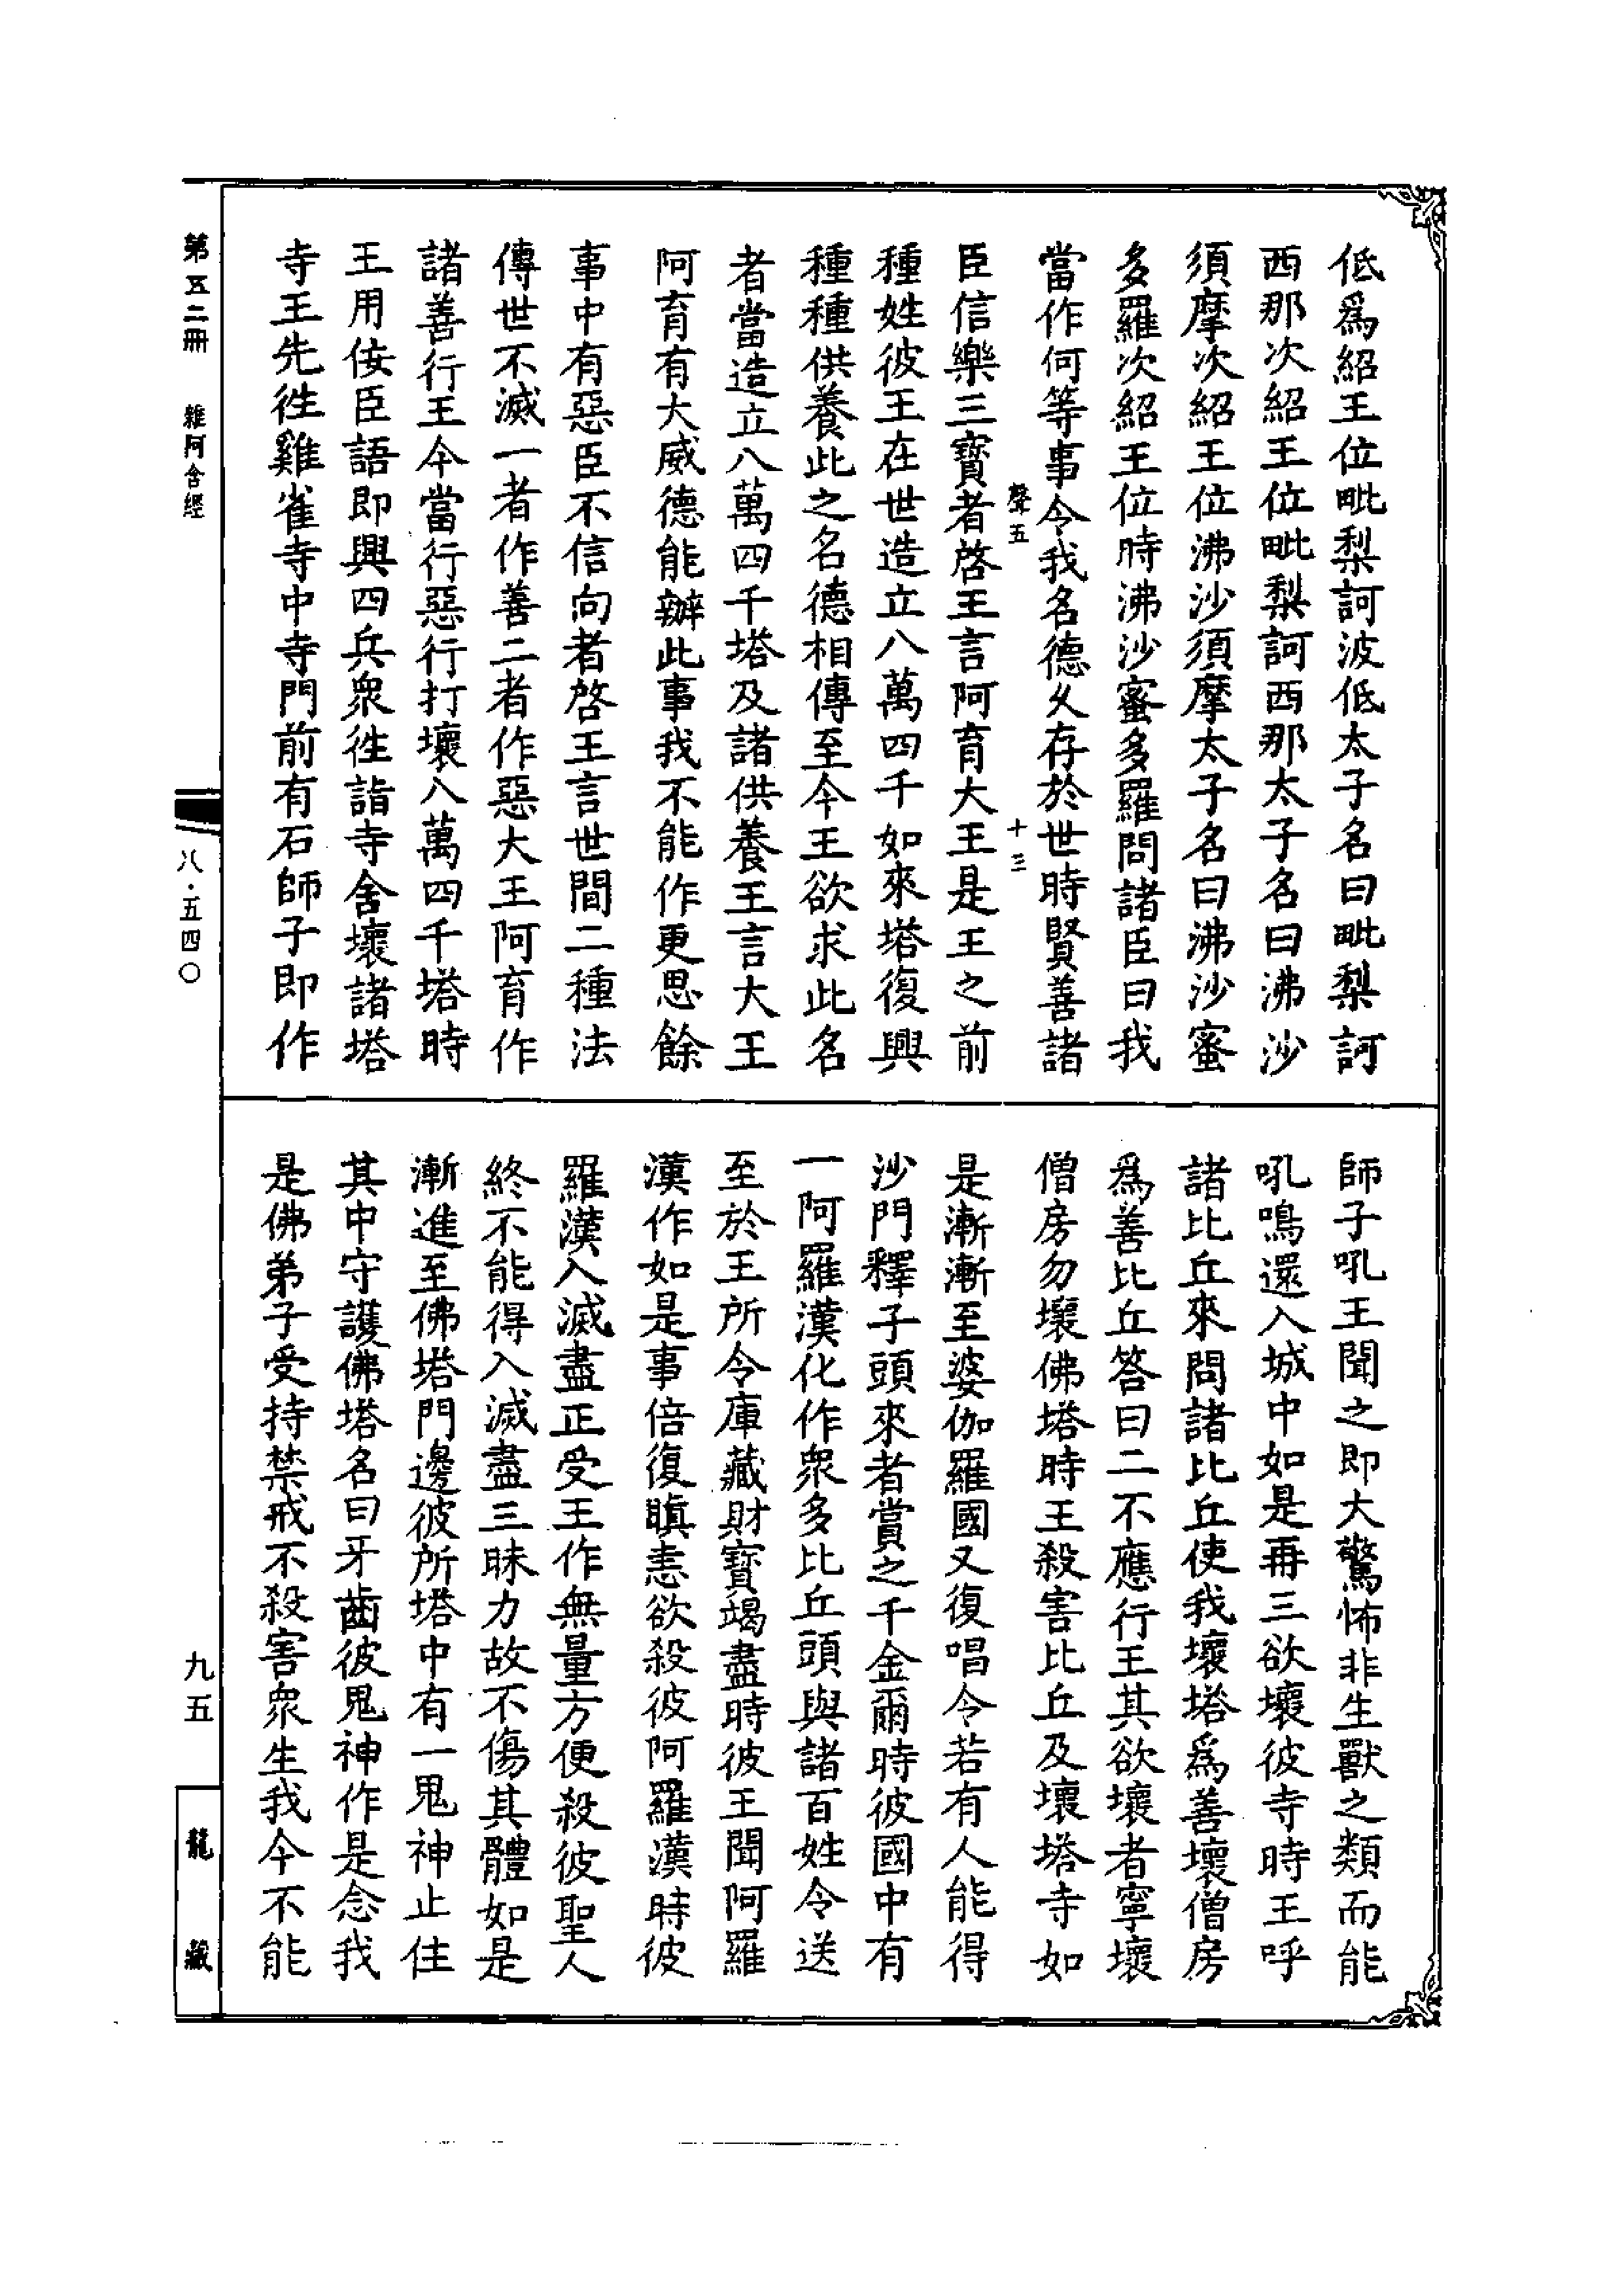 低爲紹王位毗梨訶波低太子名曰毗梨訶
西那次紹王位毗梨訶西那太子名曰沸沙
須摩次紹王位沸沙須摩太子名曰沸沙蜜
多羅次紹王位時沸沙蜜多羅問諸臣曰我
當作何等事令我名德久存於世時賢善諸
聲五
十三
臣信樂三寶者啓王言阿育大王是王之前
種姓彼王在世造立八萬四千如來塔復興
種種供養此之名德相傳至今王欲求此名
者當造立八萬四千塔及諸供養王言大王
阿育有大威德能辦此事我不能作更思餘
事中有惡臣不信向者啓王言世間二種法
傳世不滅一者作善二者作惡大王阿育作
諸善行王今當行惡行打壞八萬四千塔時
王用侫臣語即興四兵衆徃詣寺舍壞諸塔
寺王先徃雞雀寺中寺門前有石師子即作
師子吼王聞之即大驚怖非生獸之類而能
吼鳴還入城中如是再三欲壞彼寺時王呼
諸比丘來問諸比丘使我壞塔爲善壞僧房
爲善比丘答曰二不應行王其欲壞者寧壞
僧房勿壞佛塔時王殺害比丘及壞塔寺如
是漸漸至婆伽羅國又復唱令若有人能得
沙門釋子頭來者賞之千金爾時彼國中有
一阿羅漢化作衆多比丘頭與諸百姓令送
至於王所令庫藏財寶竭盡時彼王聞阿羅
漢作如是事倍復瞋恚欲殺彼阿羅漢時彼
羅漢入滅盡正受王作無量方便殺彼聖人
終不能得入滅盡三昧力故不傷其體如是
漸進至佛塔門邊彼所塔中有一鬼神止住
其中守護佛塔名曰牙齒彼鬼神作是念我
是佛弟子受持禁戒不殺害衆生我今不能
第五二冊
雜阿含經
八·五四〇
九五
龍藏